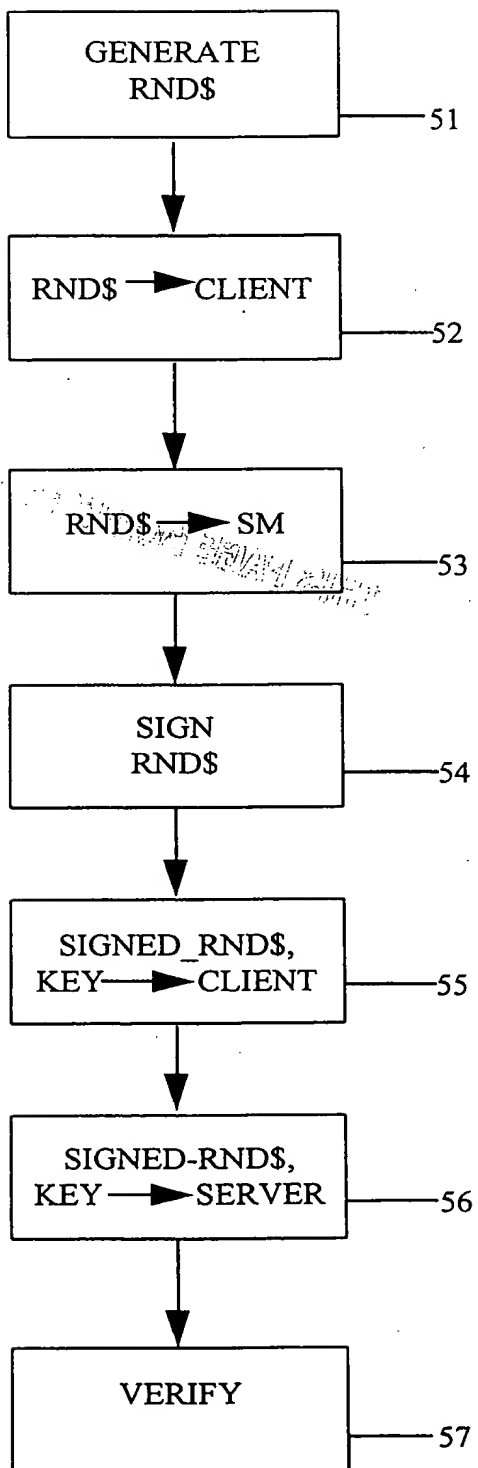 GENERATE
RND$
51
RND$ CLIENT
52
RND$ SM
53
SIGN
RND$
54
SIGNED_RND$,
KEY CLIENT
55
SIGNED-RND$,
KEY SERVER
56
VERIFY
57